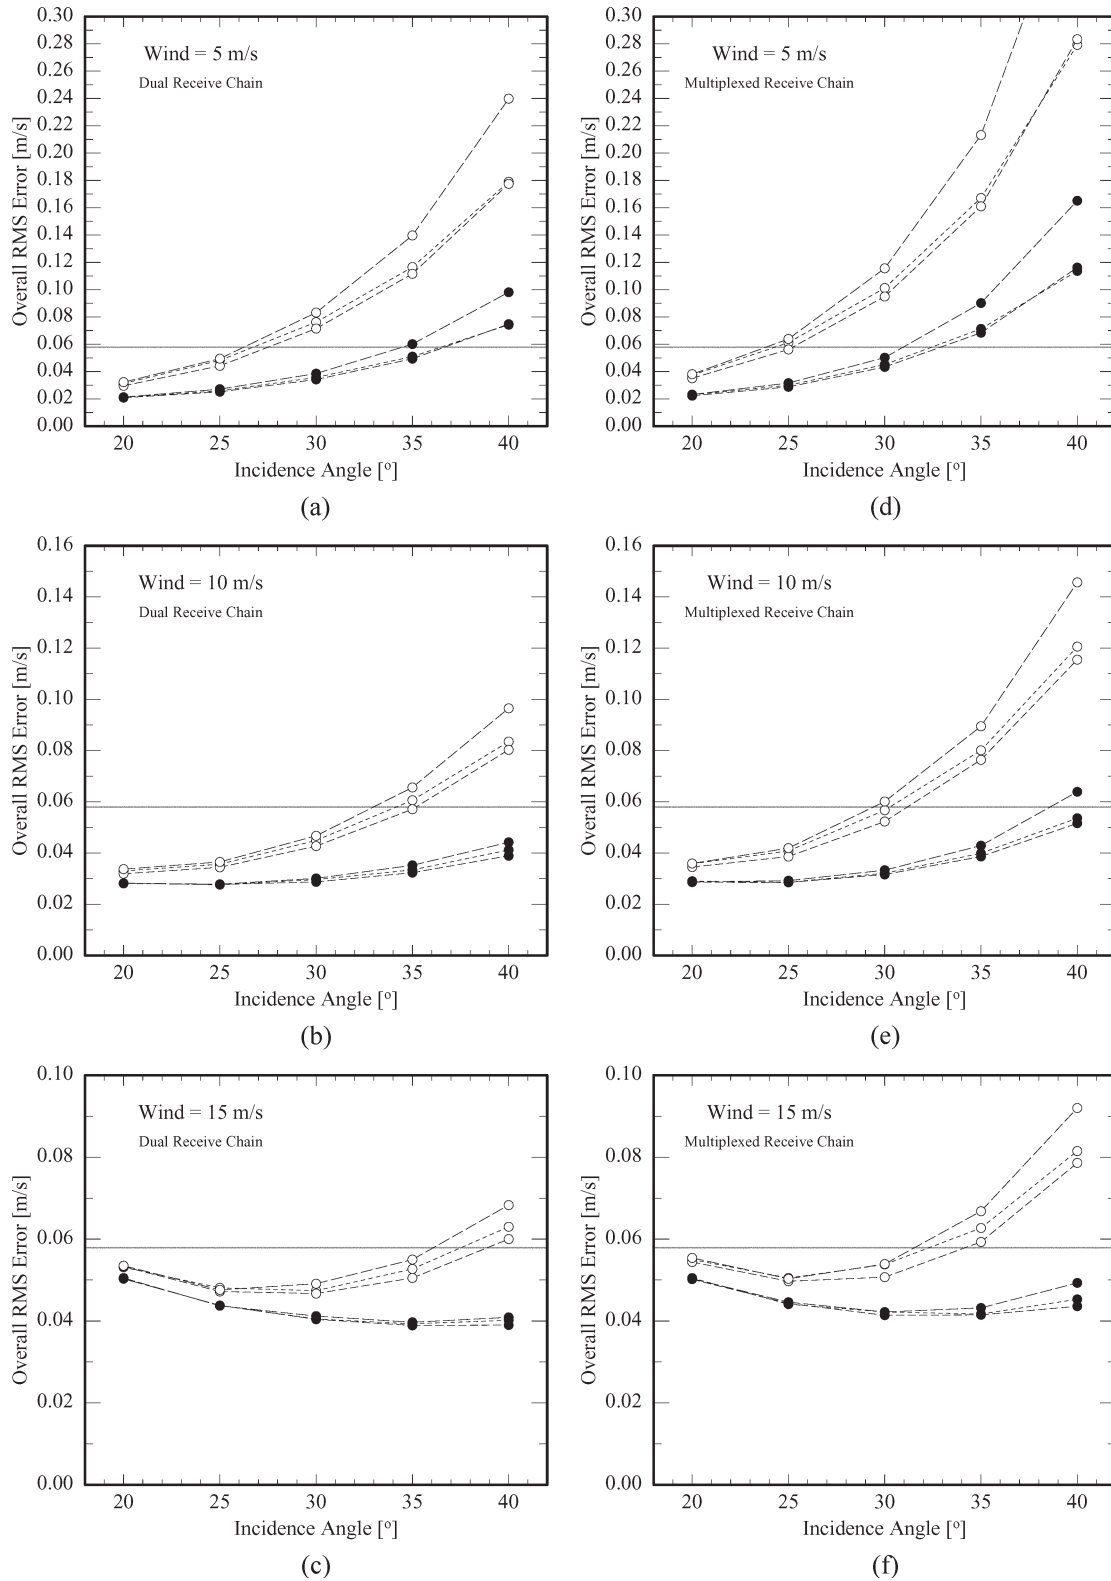 0.30
0.28
0.26
0.24
0.22
0.20
0.18
0.16
0.14
0.12
0.10
0.08
0.06
0.04
0.02
0.00
Overall RMS Error [m/s]
Wind = 5 m/s
Dual Receive Chain
20 25 30 35 40
Incidence Angle [o]
(a)
0.30
0.28
0.26
0.24
0.22
0.20
0.18
0.16
0.14
0.12
0.10
0.08
0.06
0.04
0.02
0.00
Overall RMS Error [m/s]
Wind = 5 m/s
Multiplexed Receive Chain
20 25 30 35 40
Incidence Angle [o]
(d)
0.16
0.14
0.12
0.10
0.08
0.06
0.04
0.02
0.00
Overall RMS Error [m/s]
Wind = 10 m/s
Dual Receive Chain
20 25 30 35 40
Incidence Angle [o]
(b)
0.16
0.14
0.12
0.10
0.08
0.06
0.04
0.02
0.00
Overall RMS Error [m/s]
Wind = 10 m/s
Multiplexed Receive Chain
20 25 30 35 40
Incidence Angle [o]
(e)
0.10
0.08
0.06
0.04
0.02
0.00
Overall RMS Error [m/s]
Wind = 15 m/s
Dual Receive Chain
20 25 30 35 40
Incidence Angle [o]
(c)
0.10
0.08
0.06
0.04
0.02
0.00
Overall RMS Error [m/s]
Wind = 15 m/s
Multiplexed Receive Chain
20 25 30 35 40
Incidence Angle [o]
(f)